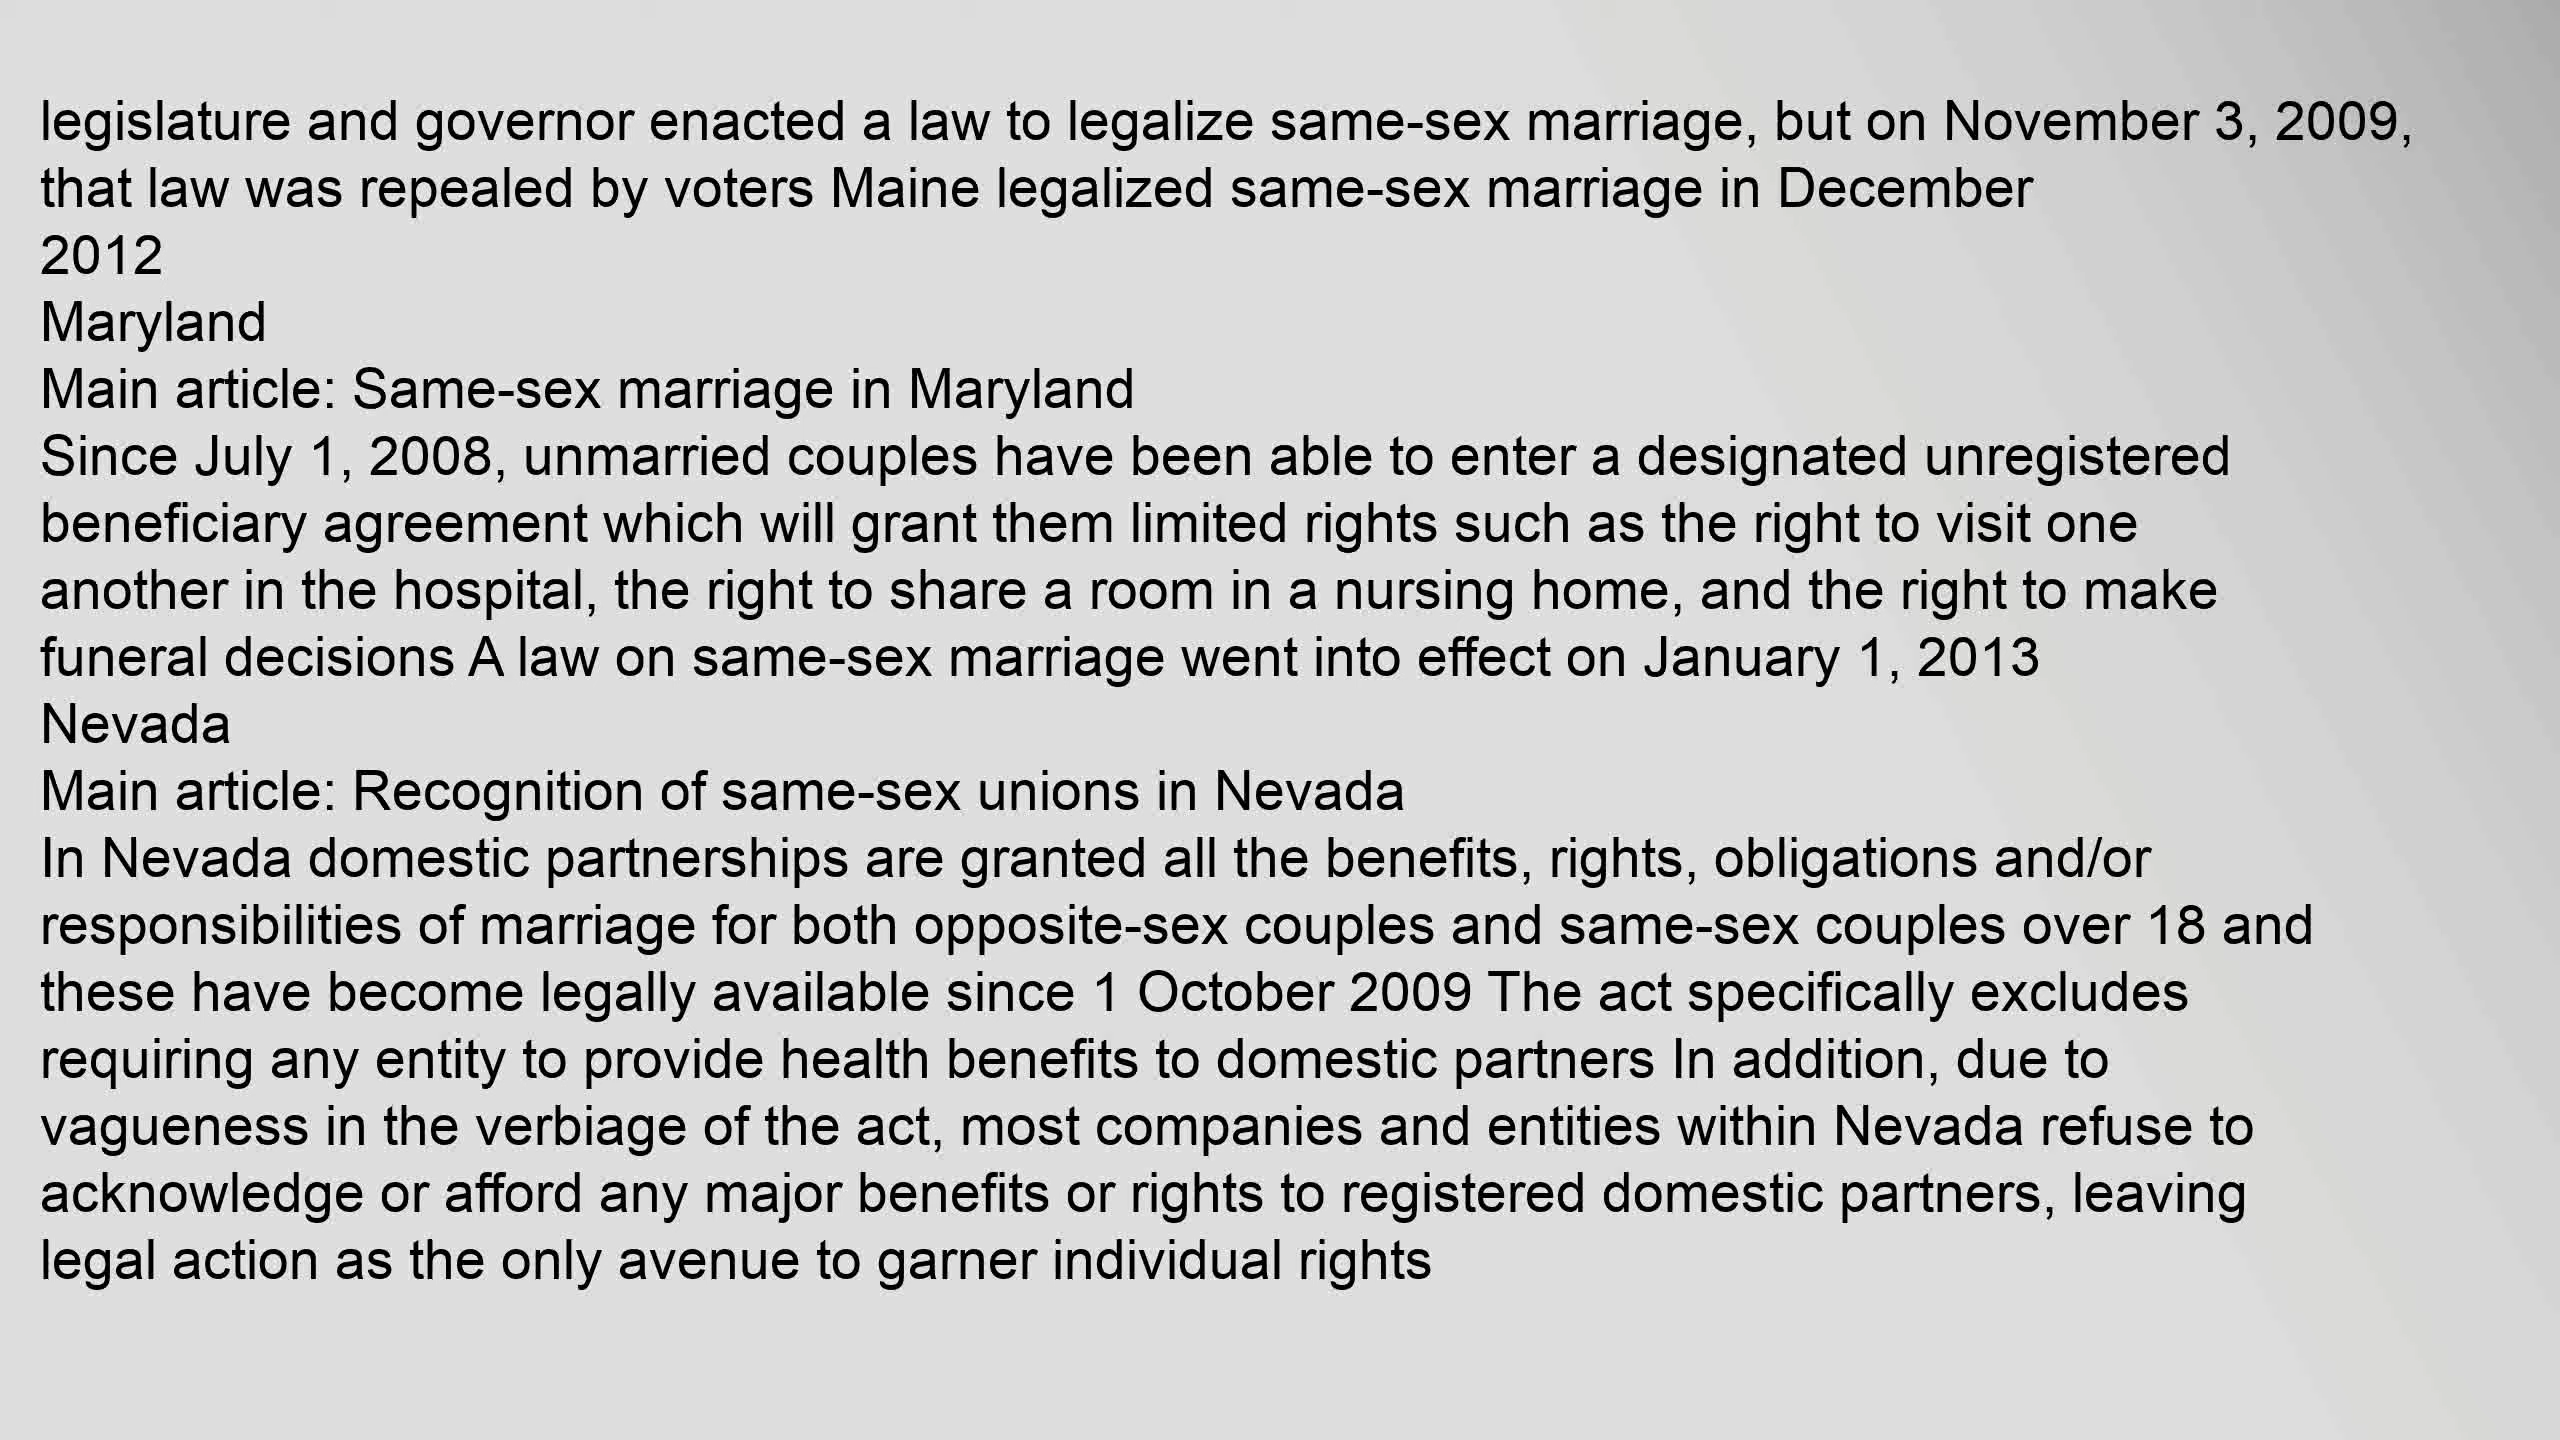 legislature and governor enacted a law to legalize same-sex marriage, but on November 3, 2009,
that law was repealed by voters Maine legalized same-sex marriage in December
2012
Maryland
Main article: Same-sex marriage in Maryland
Since July 1, 2008, unmarried couples have been able to enter a designated unregistered
beneficiary agreement which will grant them limited rights such as the right to visit one
another in the hospital, the right to share a room in a nursing home, and the right to make
funeral decisions A law on same-sex marriage went into effect on January 1, 2013
Nevada
Main article: Recognition of same-sex unions in Nevada
In Nevada domestic partnerships are granted all the benefits, rights, obligations and/or
responsibilities of marriage for both opposite-sex couples and same-sex couples over 18 and
these have become legally available since 1 October 2009 The act specifically excludes
requiring any entity to provide health benefits to domestic partners In addition, due to
vagueness in the verbiage of the act, most companies and entities within Nevada refuse to
acknowledge or afford any major benefits or rights to registered domestic partners, leaving
legal action as the only avenue to garner individual rights